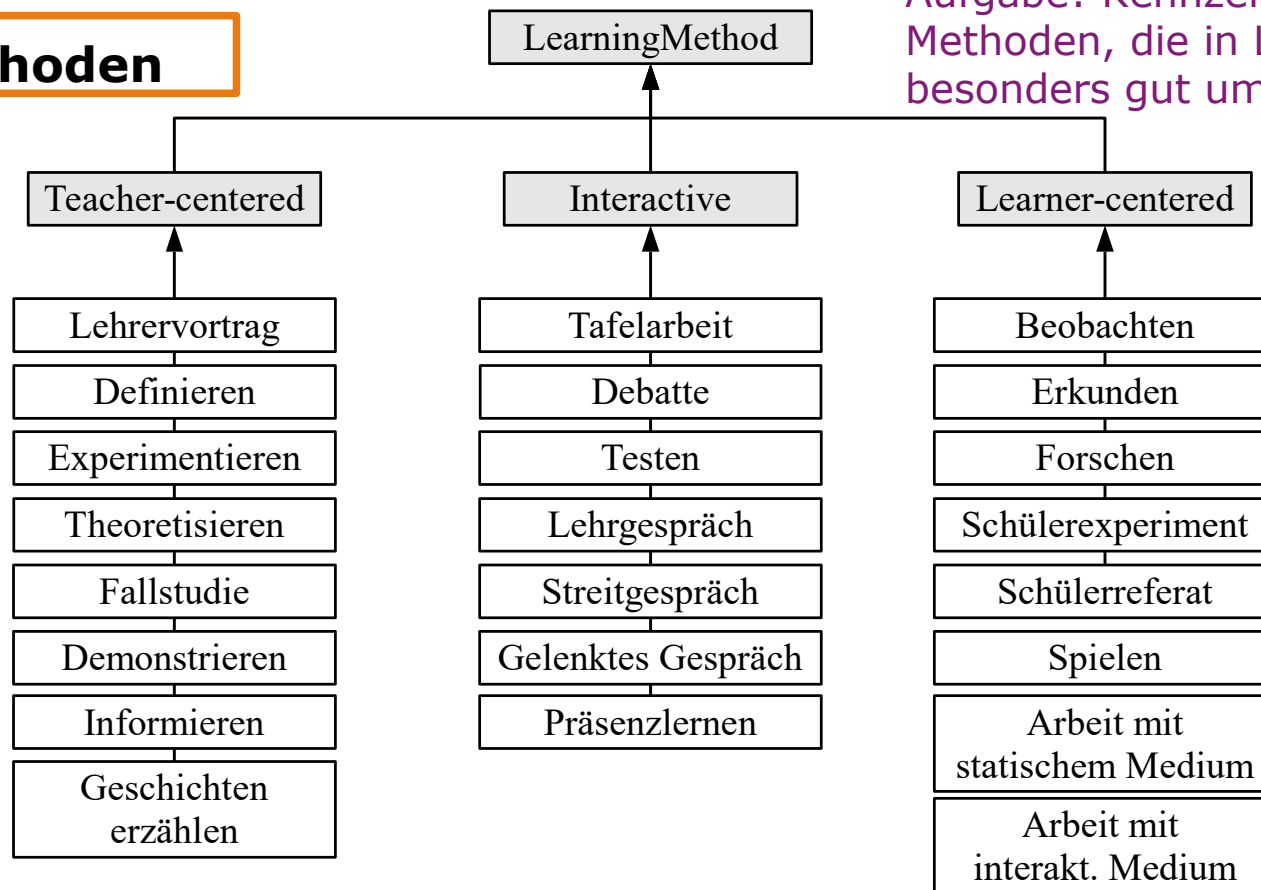 hoden
LearningMethod
Methoden, die in
besonders gut
Teacher-centered
Interactive
Learner-centered
Lehrervortrag
Definieren
Experimentieren
Theoretisieren
Fallstudie
Demonstrieren
Informieren
Geschichten
erzählen
Tafelarbeit
Debatte
Testen
Lehrgespräch
Streitgespräch
Gelenktes Gespräch
Präsenzlernen
Beobachten
Erkunden
Forschen
Schülerexperiment
Schülerreferat
Spielen
Arbeit mit
statischem Medium
Arbeit mit
interakt. Medium